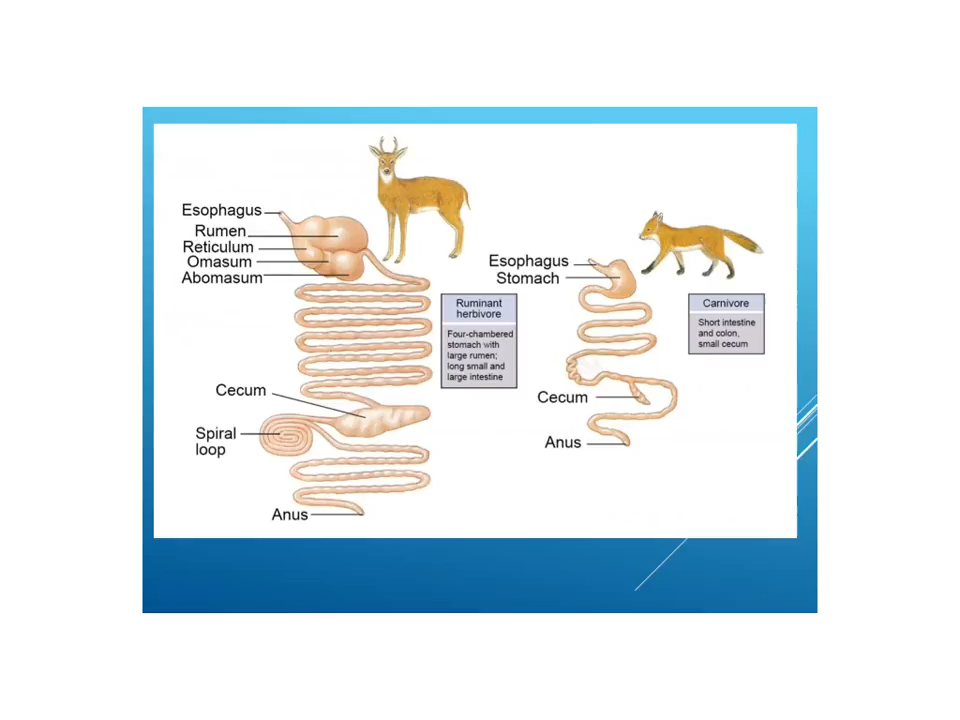 Esophagus
Rumen
Reticulum
Omasum
Abomasum
Ruminant
herbivore
Four-chambered
stomach with
large rumen;
long small and
large intestine
Cecum
Spiral
loop
Anus
Esophagus
Stomach
Carnivore
Short intestine
and colon,
small cecum
Cecum
Anus